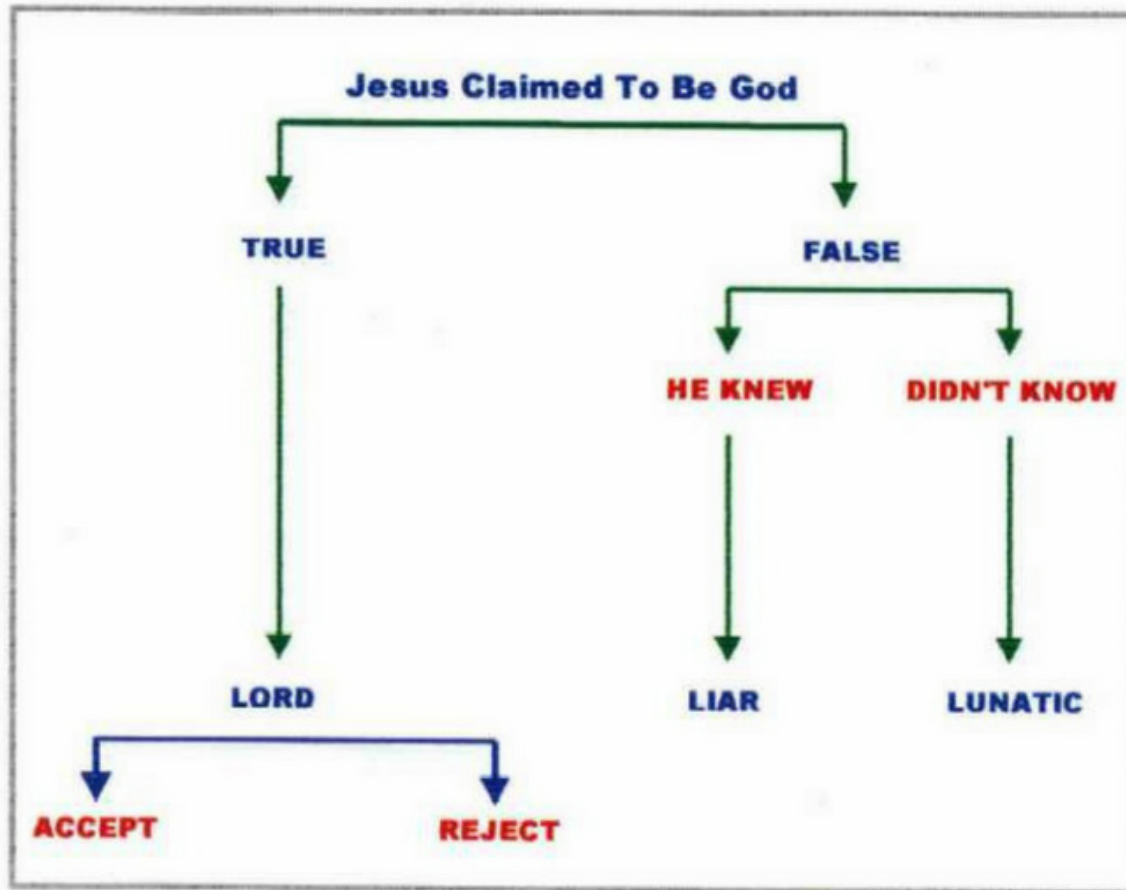 Jesus Claimed To Be God
TRUE
FALSE
HE KNEW
DIDN'T KNOW
LORD
LIAR
LUNATIC
ACCEPT
REJECT